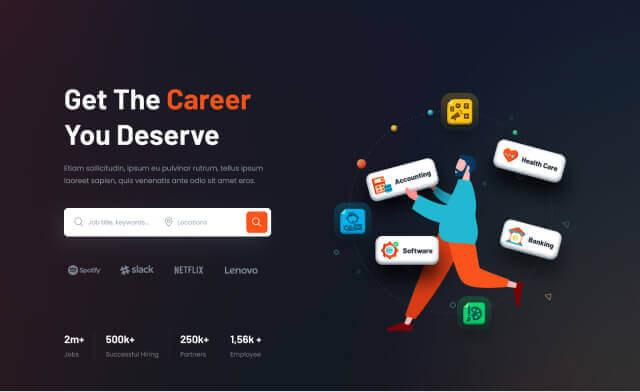 Get The Career
You Deserve
Etiam sollicitudin, ipsum eu pulvinar rutrum, tellus ipsum
laoreet sapien, quis venenatis ante odio sit amet eros.
Job title, keywords... Locations
Spotify slack NETFLIX Lenovo
2m+ 500k+ 250k+ 1,56k +
Jobs Successful Hiring Partners Employee
Health Care
Accounting
Banking
Software